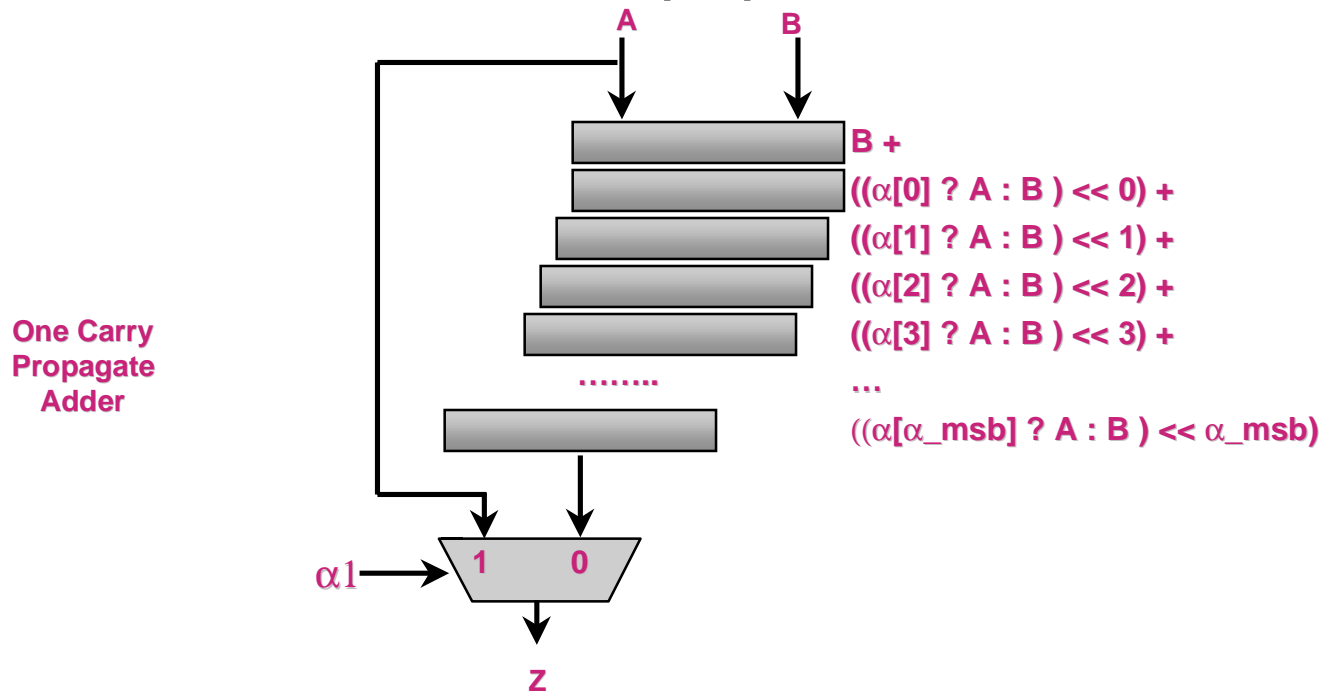 A B
B +
((α[0] ? A : B ) << 0) +
((α[1] ? A : B ) << 1) +
((α[2] ? A : B ) << 2) +
((α[3] ? A : B ) << 3) +
One Carry
Propagate
Adder
……..
…
((α[α_msb] ? A : B ) << α_msb)
1 0
α1
Z